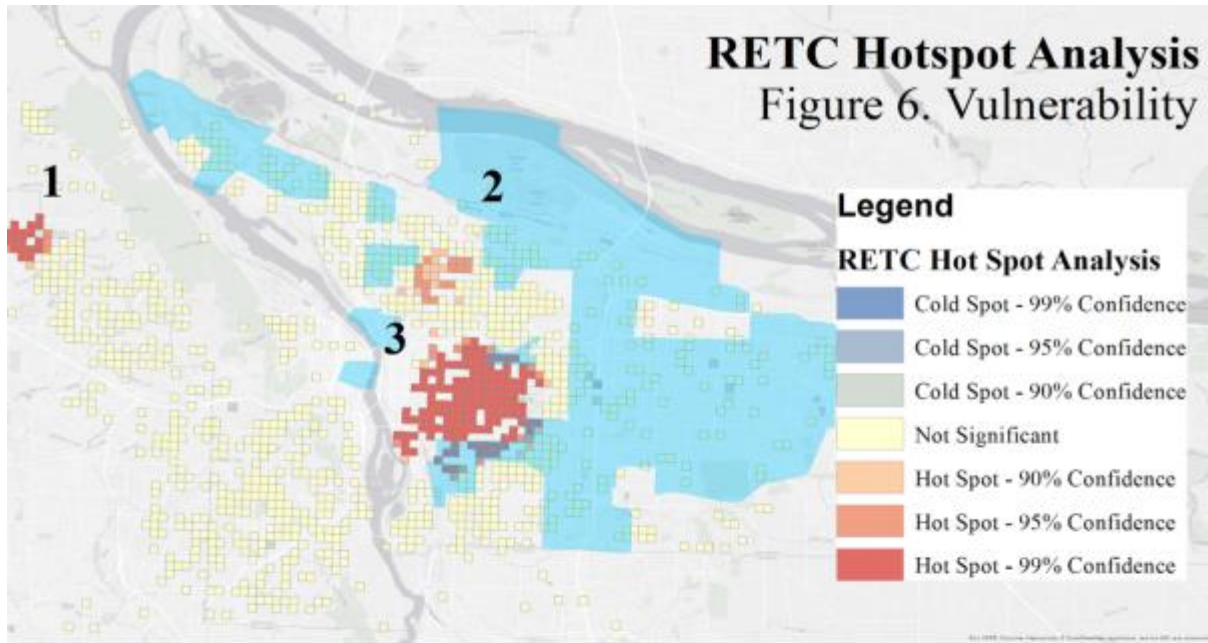 RETC Hotspot Analysis
Figure 6. Vulnerability
1
2
3
Legend
RETC Hot Spot Analysis
Cold Spot - 99% Confidence
Cold Spot - 95% Confidence
Cold Spot - 90% Confidence
Not Significant
Hot Spot - 90% Confidence
Hot Spot - 95% Confidence
Hot Spot - 99% Confidence